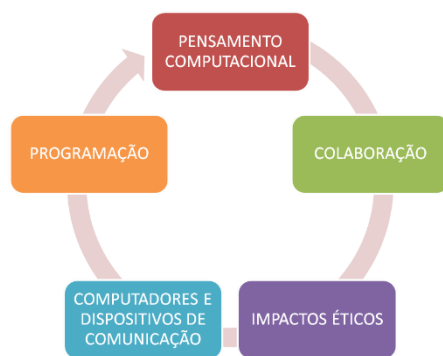 PENSAMENTO
COMPUTACIONAL
COLABORAÇÃO
IMPACTOS ÉTICOS
COMPUTADORES E
DISPOSITIVOS DE
COMUNICAÇÃO
PROGRAMAÇÃO